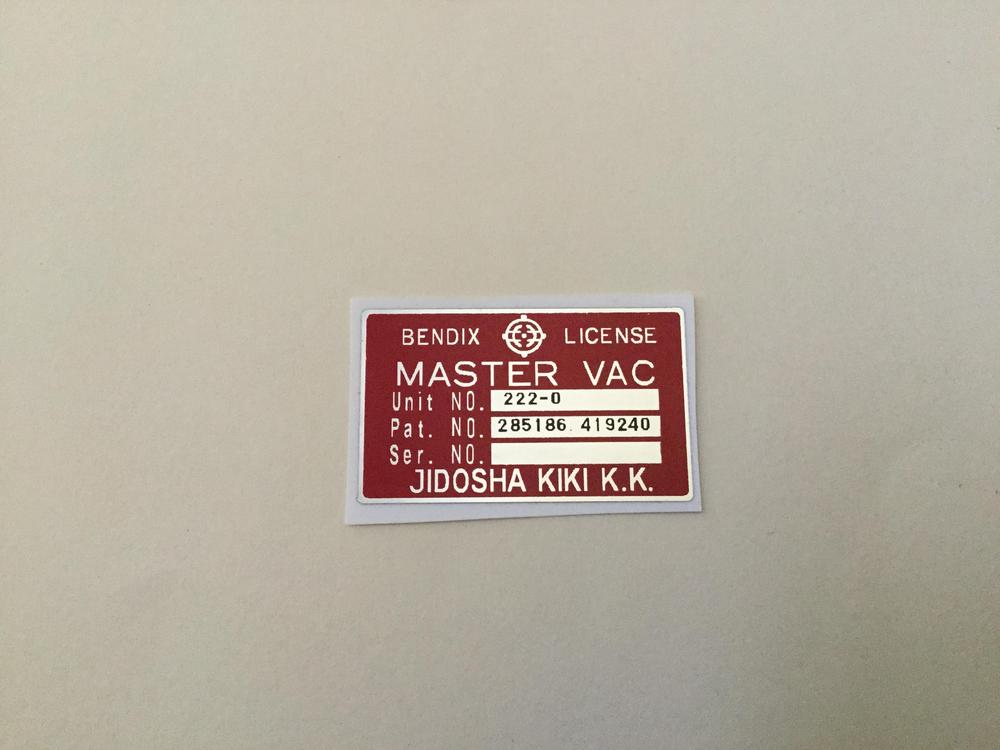 BENDIX LICENSE
MASTER VAC
Unit NO. 222-0
Pat. NO. 285186. 419240
Ser. NO.
JIDOSHA KIKI K.K.